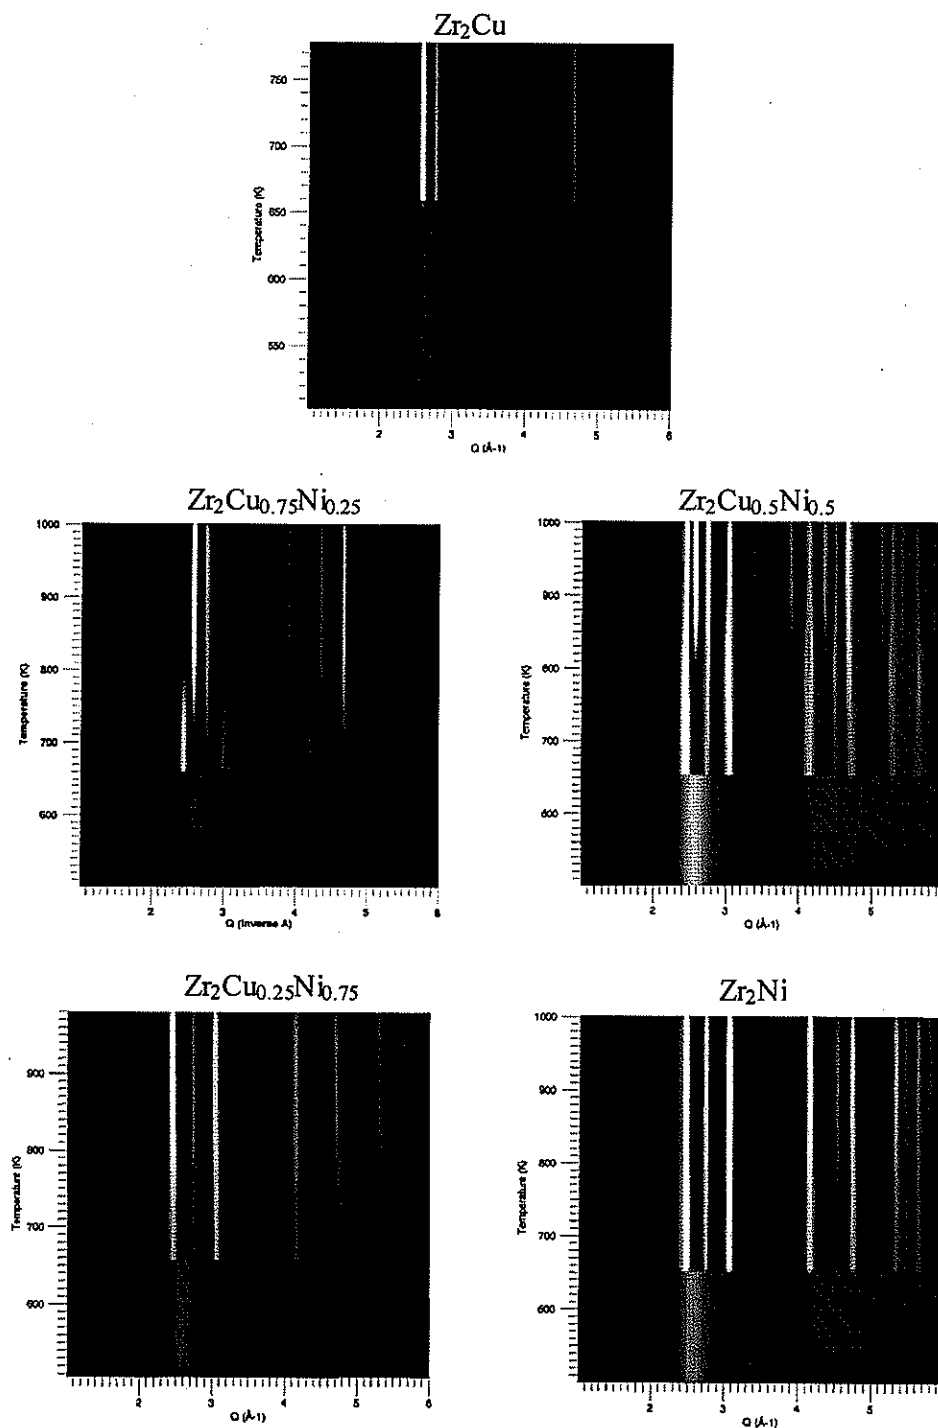 Zr2Cu
750
700
650
600
550
Temperature (K)
2 3 4 5 6
Q (Å-1)
Zr2Cu0.75Ni0.25
1000
900
800
700
600
Temperature (K)
2 3 4 5 6
Q (Inverse A)
Zr2Cu0.5Ni0.5
1000
900
800
700
600
Temperature (K)
2 3 4 5
Q (Å-1)
Zr2Cu0.25Ni0.75
900
800
700
600
Temperature (K)
2 3 4 5 6
Q (Å-1)
Zr2Ni
1000
900
800
700
600
Temperature (K)
2 3 4 5
Q (Å-1)